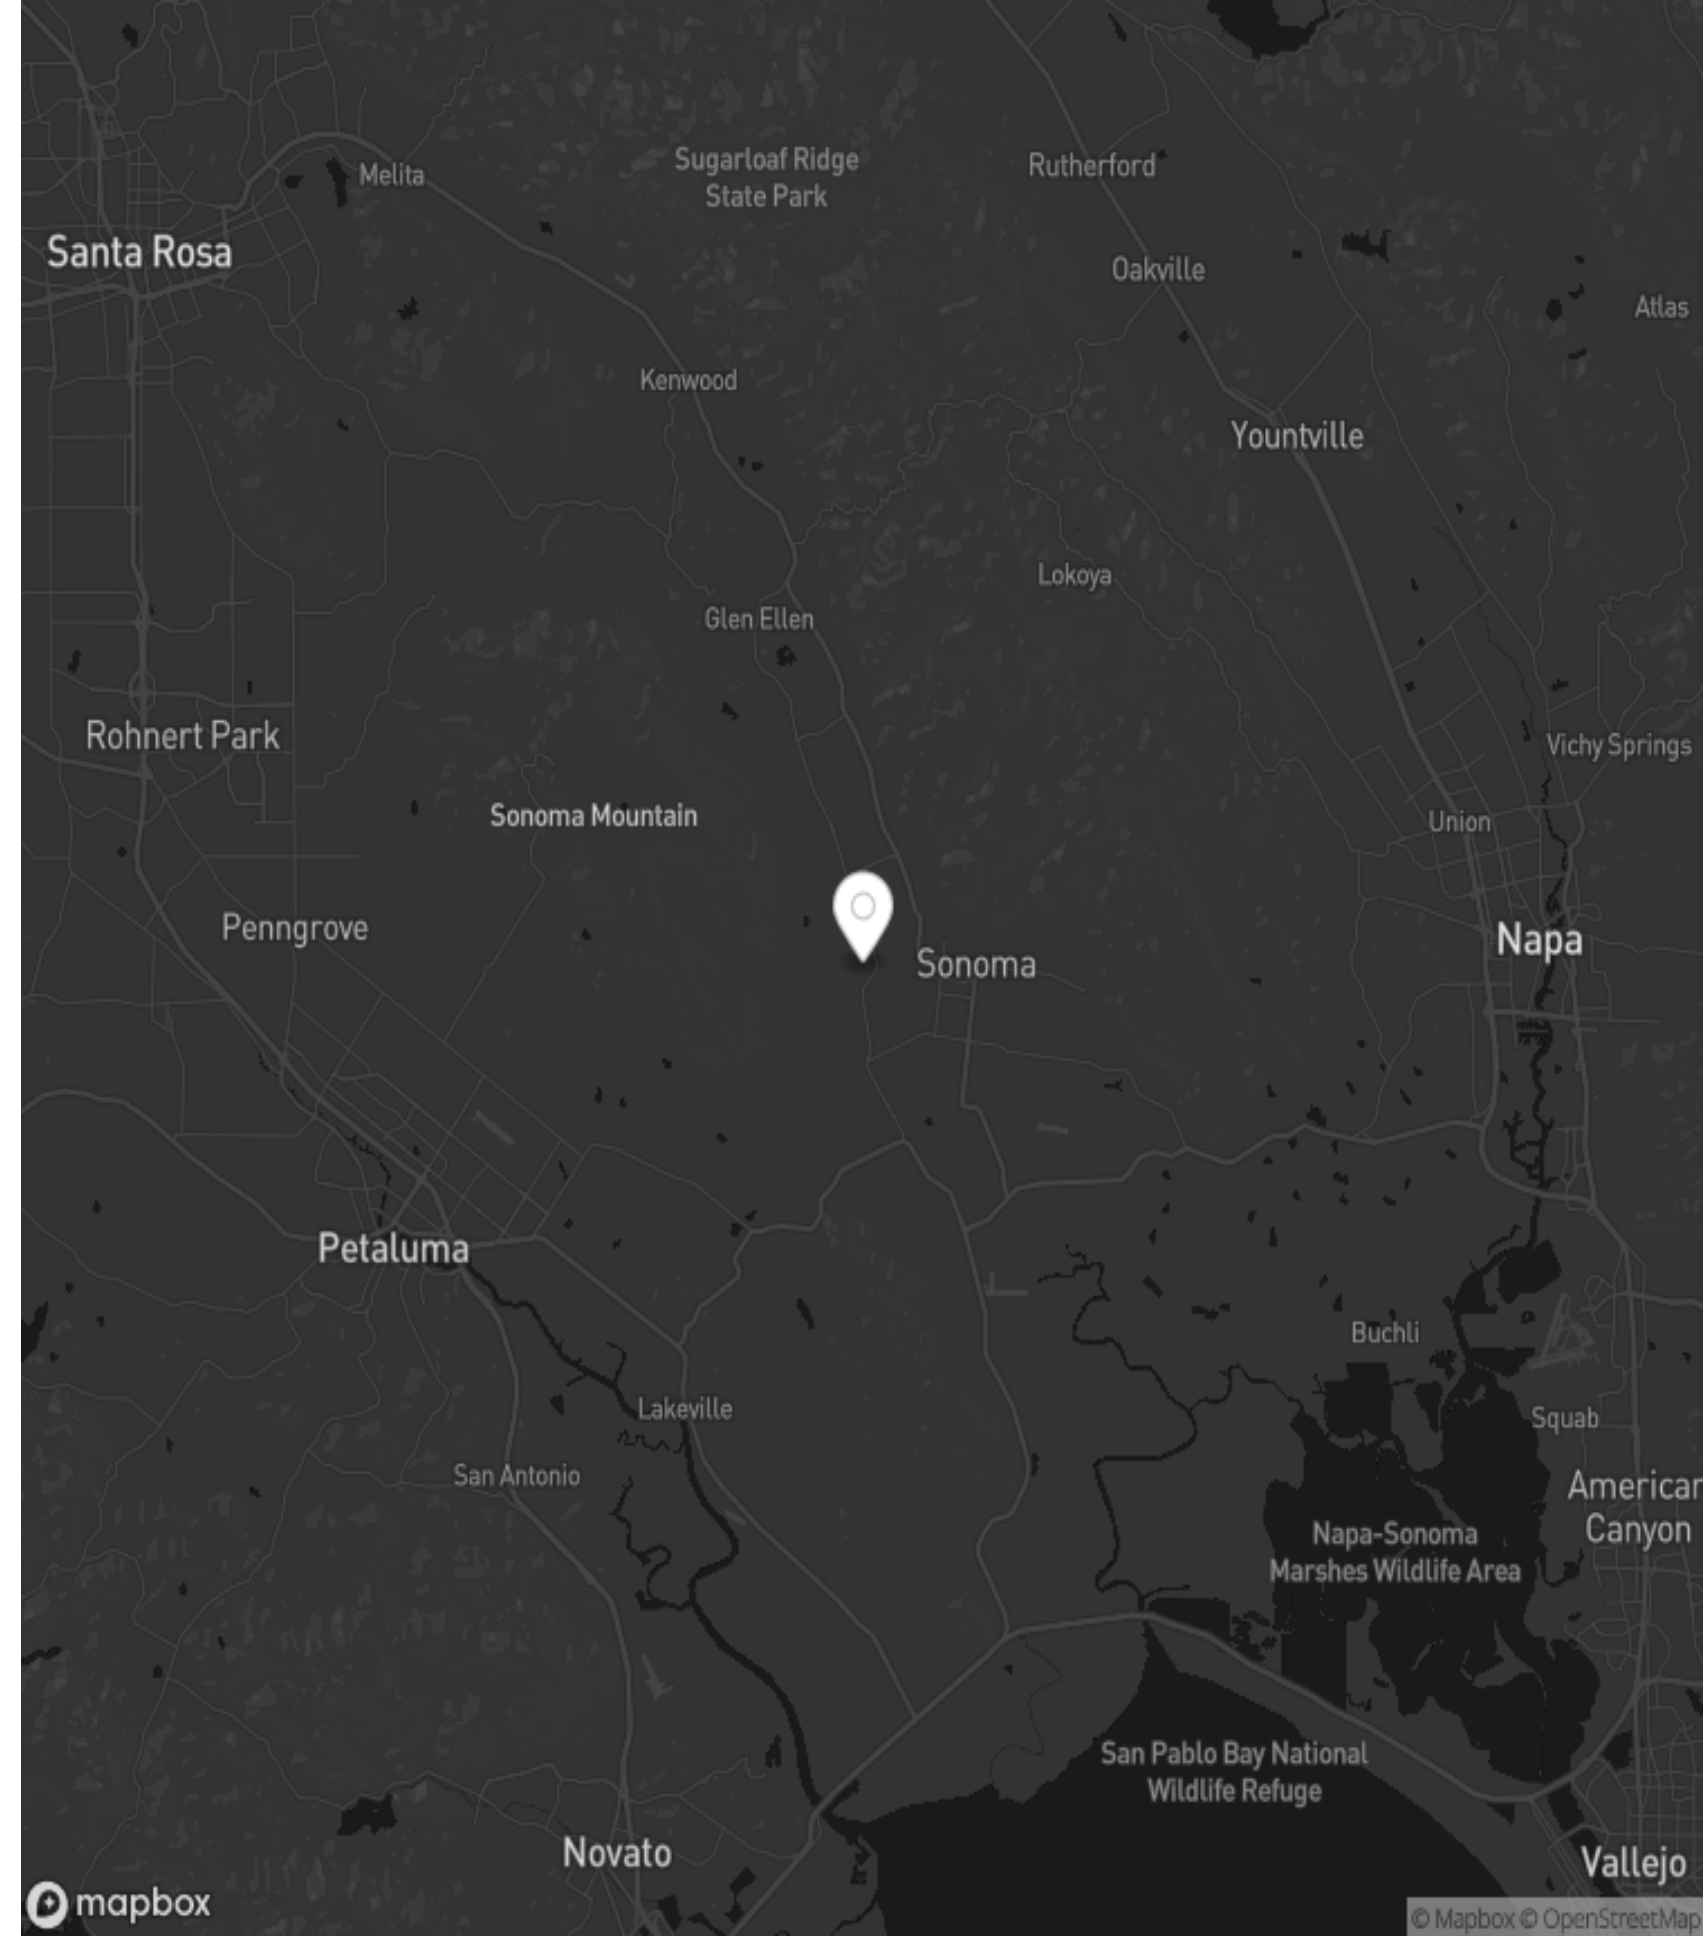 Melita
Sugarloaf Ridge
State Park
Rutherford
Santa Rosa
Oakville
Atlas
Kenwood
Yountville
Lokoya
Glen Ellen
Rohnert Park
Vichy Springs
Sonoma Mountain
Union
Penngrove
Napa
Sonoma
Petaluma
Buchli
Lakeville
Squab
San Antonio
American
Canyon
Napa-Sonoma
Marshes Wildlife Area
San Pablo Bay National
Wildlife Refuge
Novato
Vallejo
mapbox
© Mapbox © OpenStreetMap